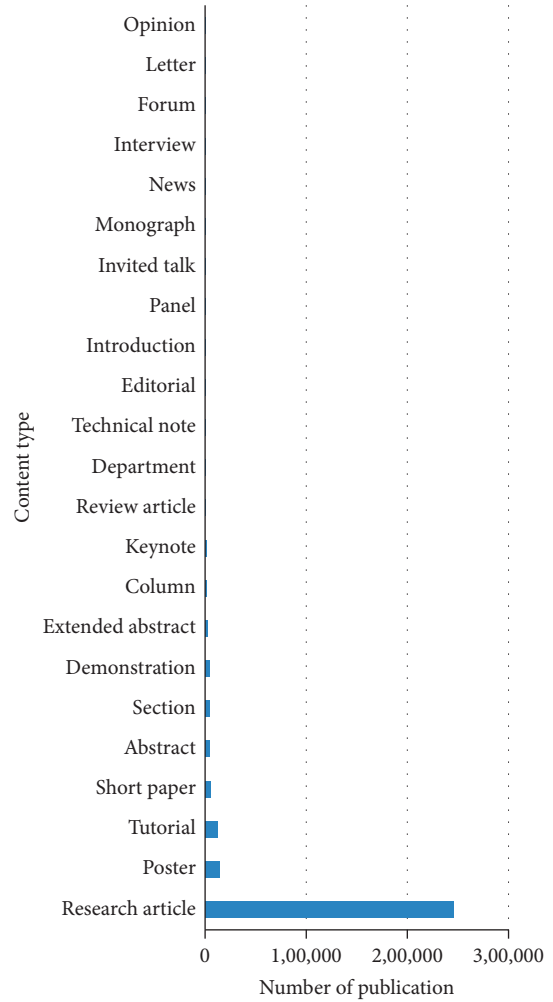 Opinion
Letter
Forum
Interview
News
Monograph
Invited talk
Panel
Introduction
Editorial
Technical note
Department
Review article
Keynote
Column
Extended abstract
Demonstration
Section
Abstract
Short paper
Tutorial
Poster
Research article
Content type
0 1,00,000 2,00,000 3,00,000
Number of publication